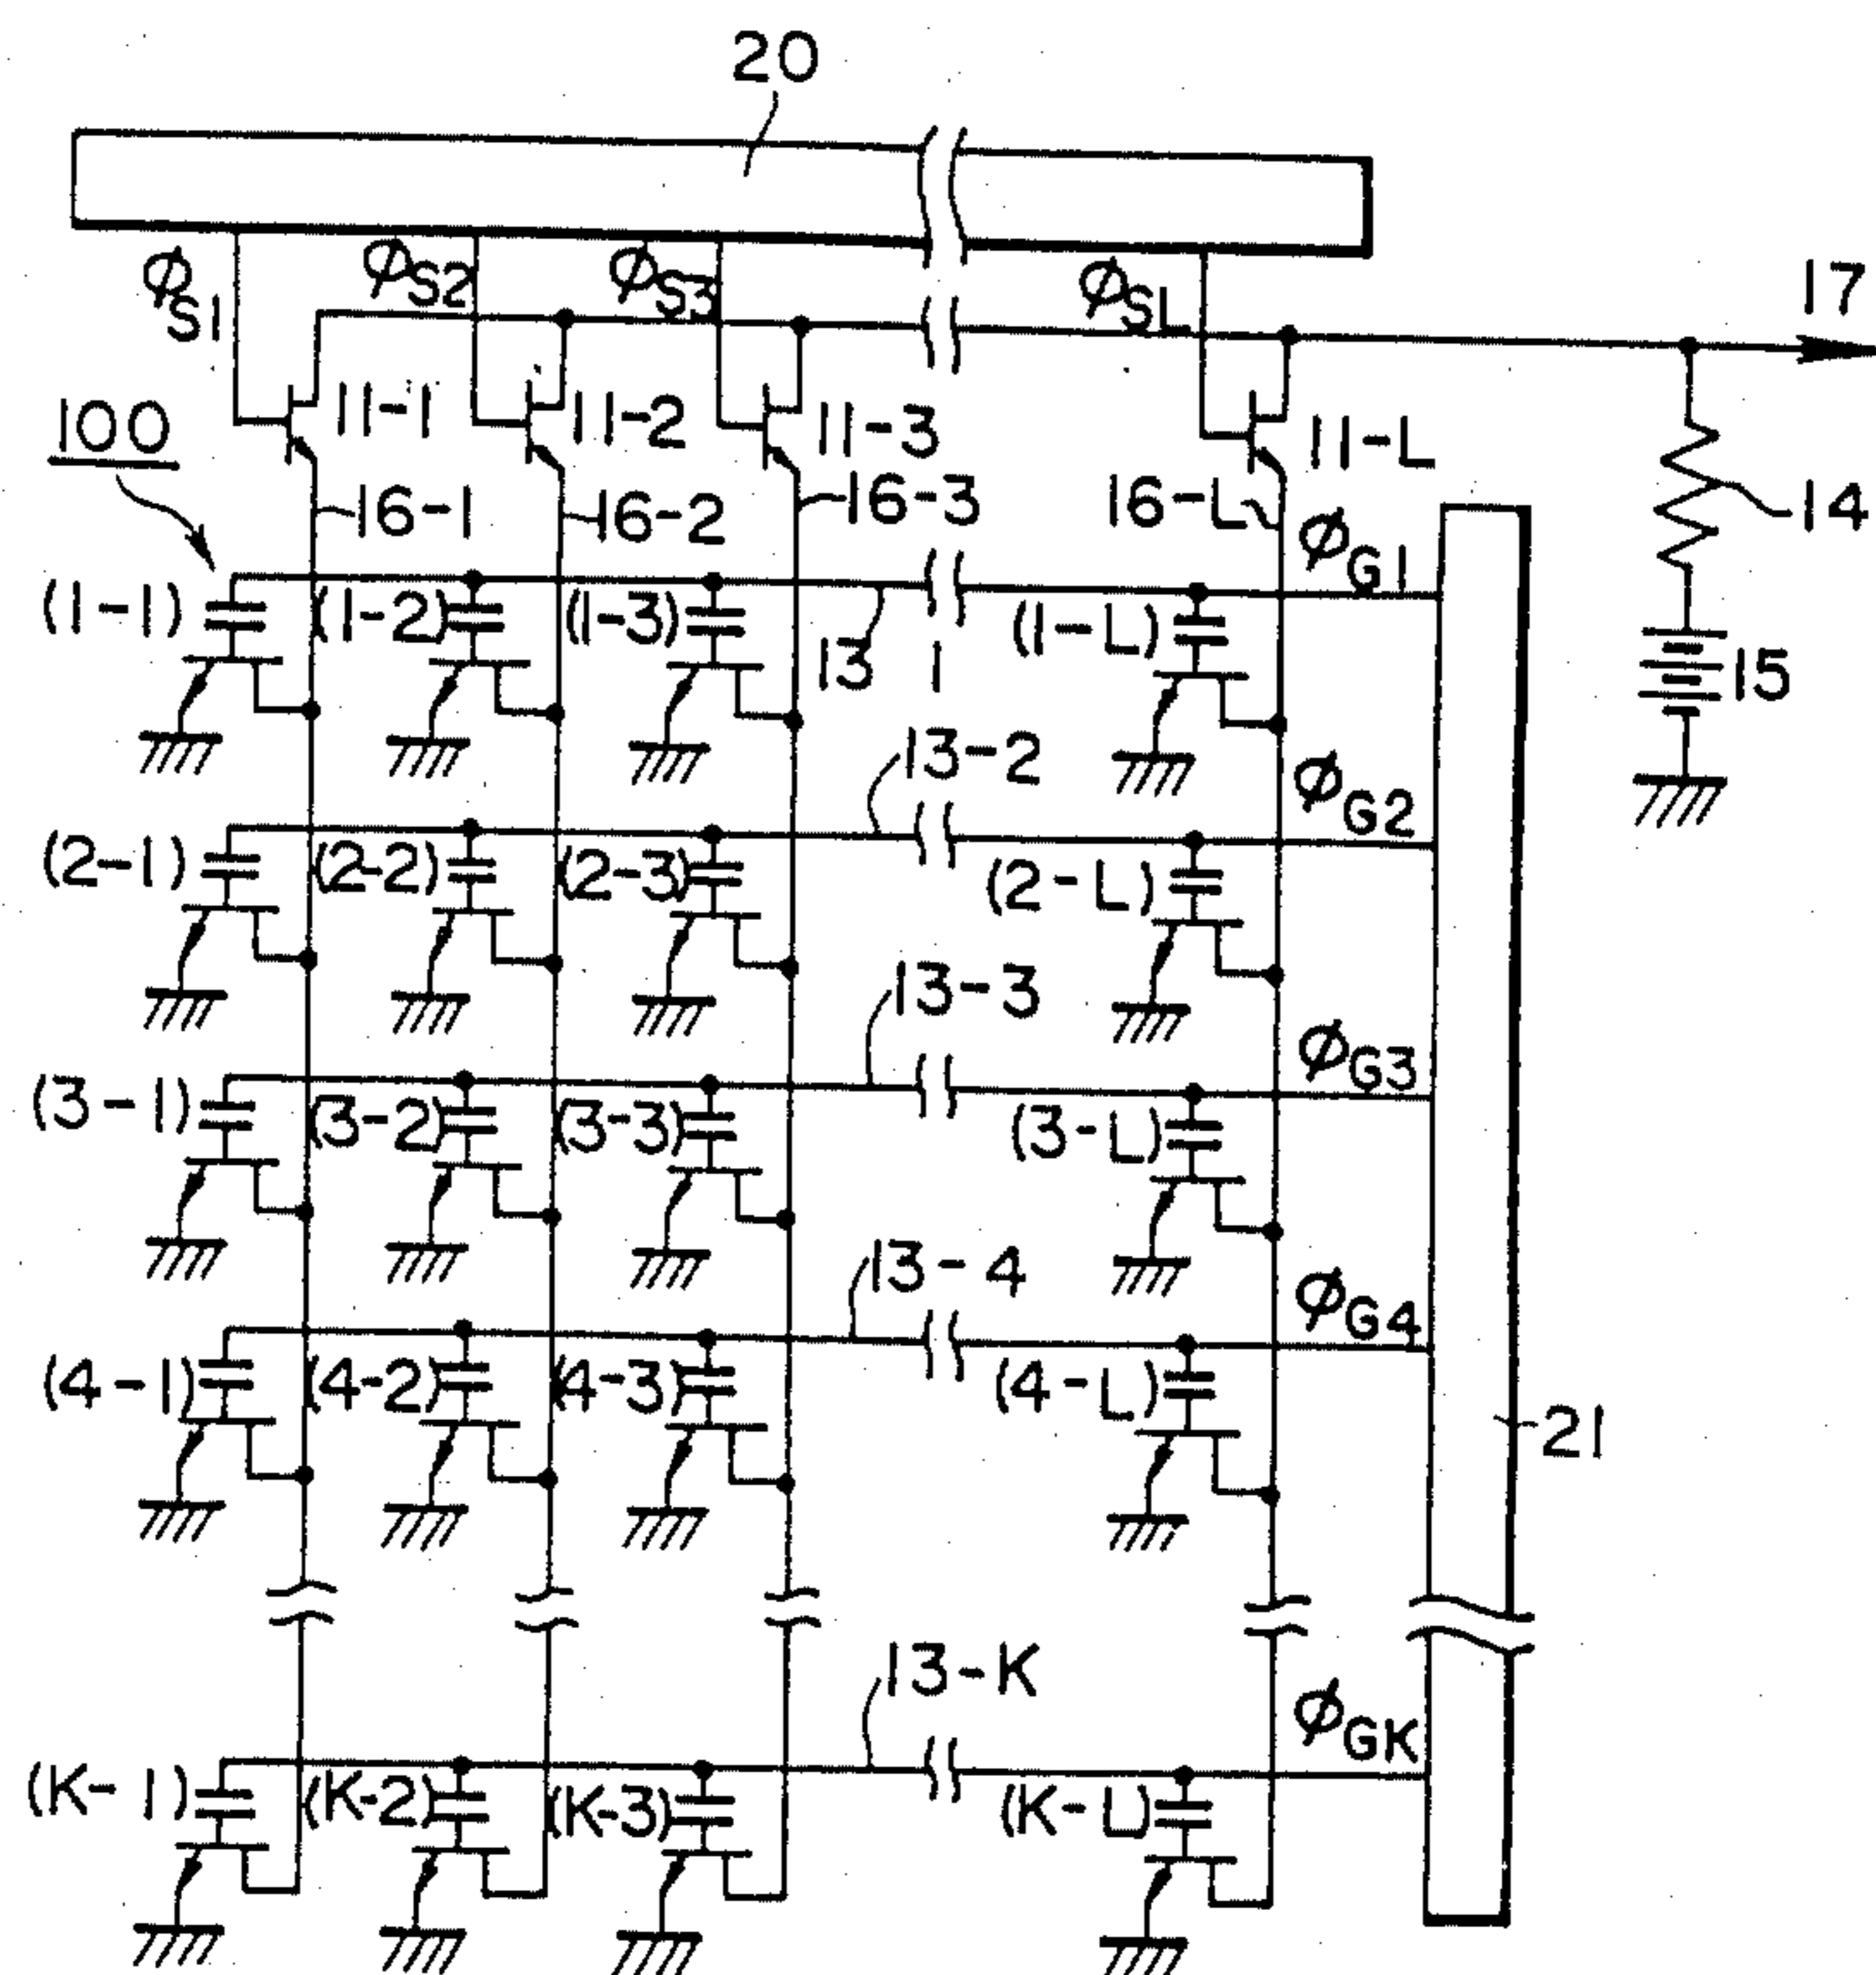 20
ϕS1 ϕS2 ϕS3 ϕSL
17
11-1 11-2 11-3 11-L
100
16-1 16-2 16-3 16-L
14
ϕG1
(1-1) (1-2) (1-3) (1-L)
13 1
15
13-2
ϕG2
(2-1) (2-2) (2-3) (2-L)
13-3
ϕG3
(3-1) (3-2) (3-3) (3-L)
13-4
ϕG4
(4-1) (4-2) (4-3) (4-L)
21
13-K
ϕGK
(K-1) (K-2) (K-3) (K-L)